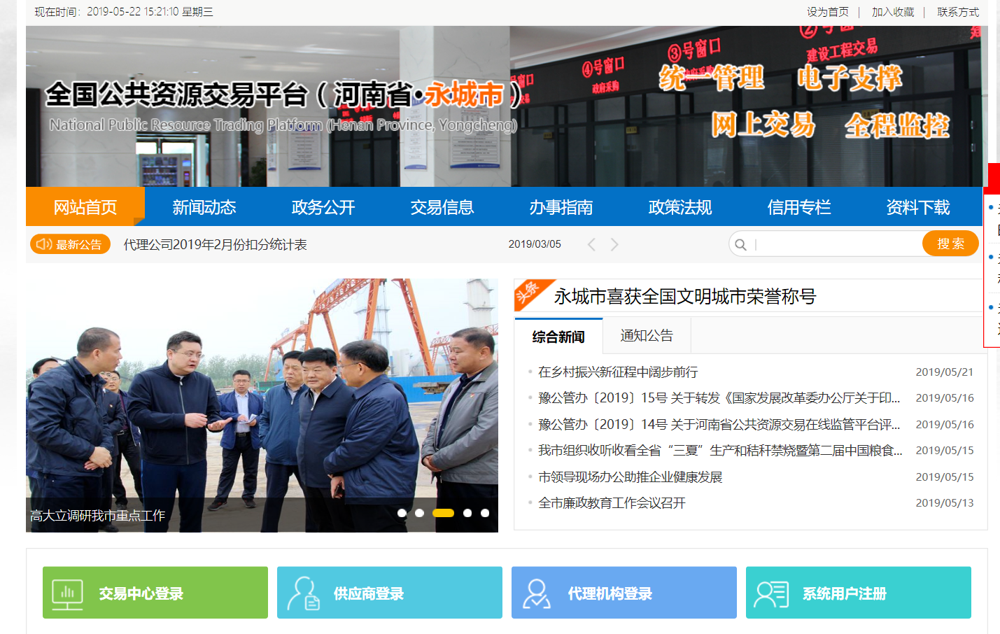 现在时间：2019-05-22 15:21:10 星期三
设为首页 | 加入收藏 | 联系方式
②号
③号窗口
建设工程交易
④号窗口
政府采购
政府采购
统一管理 电子支撑
网上交易 全程监控
全国公共资源交易平台（河南省•永城市）
National Public Resource Trading Platform (Henan Province, Yongcheng)
网站首页 新闻动态 政务公开 交易信息 办事指南 政策法规 信用专栏 资料下载
最新公告 代理公司2019年2月份扣分统计表 2019/03/05
搜 索
头条 永城市喜获全国文明城市荣誉称号
综合新闻 通知公告
在乡村振兴新征程中阔步前行 2019/05/21
豫公管办〔2019〕15号 关于转发《国家发展改革委办公厅关于印... 2019/05/16
豫公管办〔2019〕14号 关于河南省公共资源交易在线监管平台评... 2019/05/16
我市组织收听收看全省“三夏”生产和秸秆禁烧暨第二届中国粮食... 2019/05/15
市领导现场办公助推企业健康发展 2019/05/15
全市廉政教育工作会议召开 2019/05/13
高大立调研我市重点工作
交易中心登录 供应商登录 代理机构登录 系统用户注册